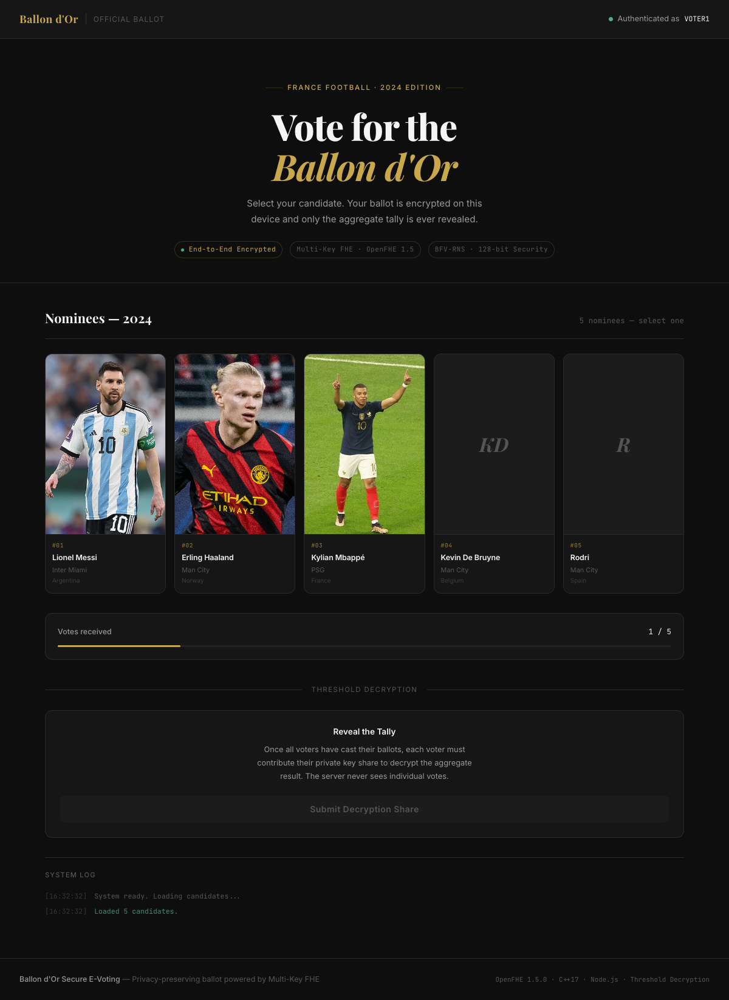 Ballon d'Or
OFFICIAL BALLOT
Authenticated as VOTER1
FRANCE FOOTBALL · 2024 EDITION
Vote for the
Ballon d'Or
Select your candidate. Your ballot is encrypted on this
device and only the aggregate tally is ever revealed.
End-to-End Encrypted
Multi-Key FHE · OpenFHE 1.5
BFV-RNS · 128-bit Security
Nominees — 2024
5 nominees — select one
10
10
ETIHAD
AIRWAYS
10
10
KD
R
#01
Lionel Messi
Inter Miami
Argentina
#02
Erling Haaland
Man City
Norway
#03
Kylian Mbappé
PSG
France
#04
Kevin De Bruyne
Man City
Belgium
#05
Rodri
Man City
Spain
Votes received
1 / 5
THRESHOLD DECRYPTION
Reveal the Tally
Once all voters have cast their ballots, each voter must
contribute their private key share to decrypt the aggregate
result. The server never sees individual votes.
Submit Decryption Share
SYSTEM LOG
[16:32:32] System ready. Loading candidates...
[16:32:32] Loaded 5 candidates.
Ballon d'Or Secure E-Voting — Privacy-preserving ballot powered by Multi-Key FHE
OpenFHE 1.5.0 · C++17 · Node.js · Threshold Decryption